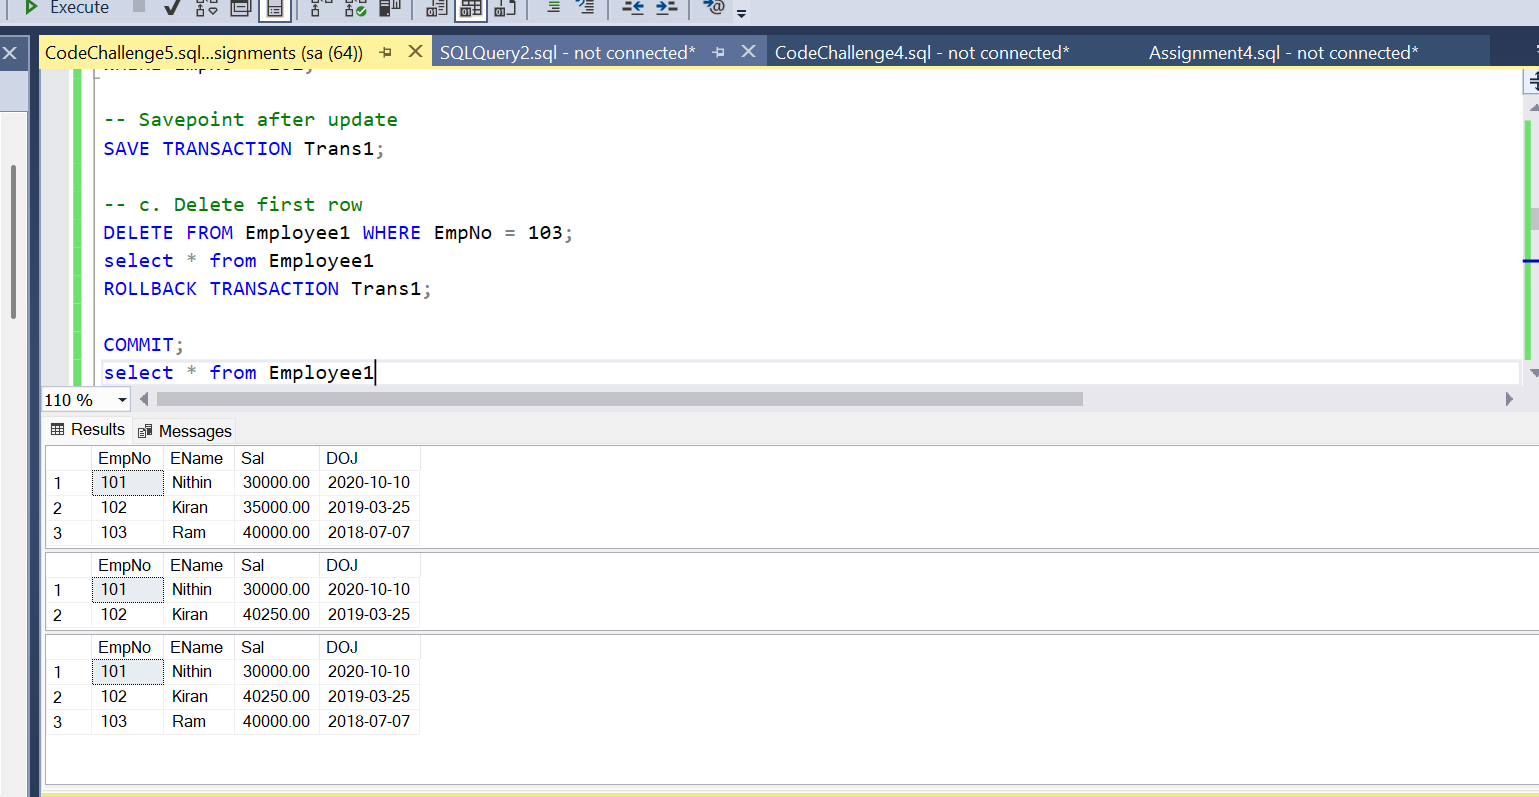 Execute
CodeChallenge5.sql...signments (sa (64)) SQLQuery2.sql - not connected* CodeChallenge4.sql - not connected* Assignment4.sql - not connected*
-- Savepoint after update
SAVE TRANSACTION Trans1;
-- c. Delete first row
DELETE FROM Employee1 WHERE EmpNo = 103;
select * from Employee1
ROLLBACK TRANSACTION Trans1;
COMMIT;
select * from Employee1
110 %
Results Messages
EmpNo EName Sal DOJ
1 101 Nithin 30000.00 2020-10-10
2 102 Kiran 35000.00 2019-03-25
3 103 Ram 40000.00 2018-07-07
EmpNo EName Sal DOJ
1 101 Nithin 30000.00 2020-10-10
2 102 Kiran 40250.00 2019-03-25
EmpNo EName Sal DOJ
1 101 Nithin 30000.00 2020-10-10
2 102 Kiran 40250.00 2019-03-25
3 103 Ram 40000.00 2018-07-07